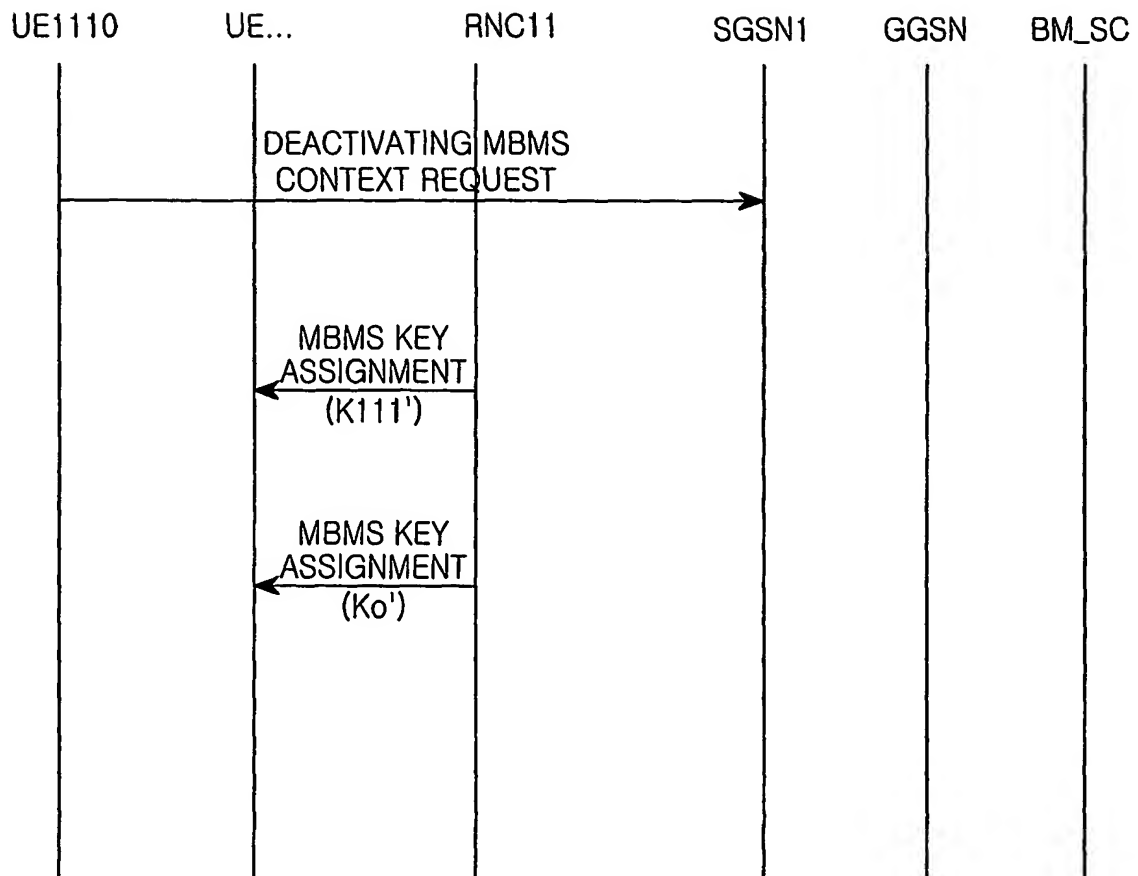 UE1110 UE... RNC11 SGSN1 GGSN BM_SC
DEACTIVATING MBMS
CONTEXT REQUEST
MBMS KEY
ASSIGNMENT
(K111')
MBMS KEY
ASSIGNMENT
(Ko')